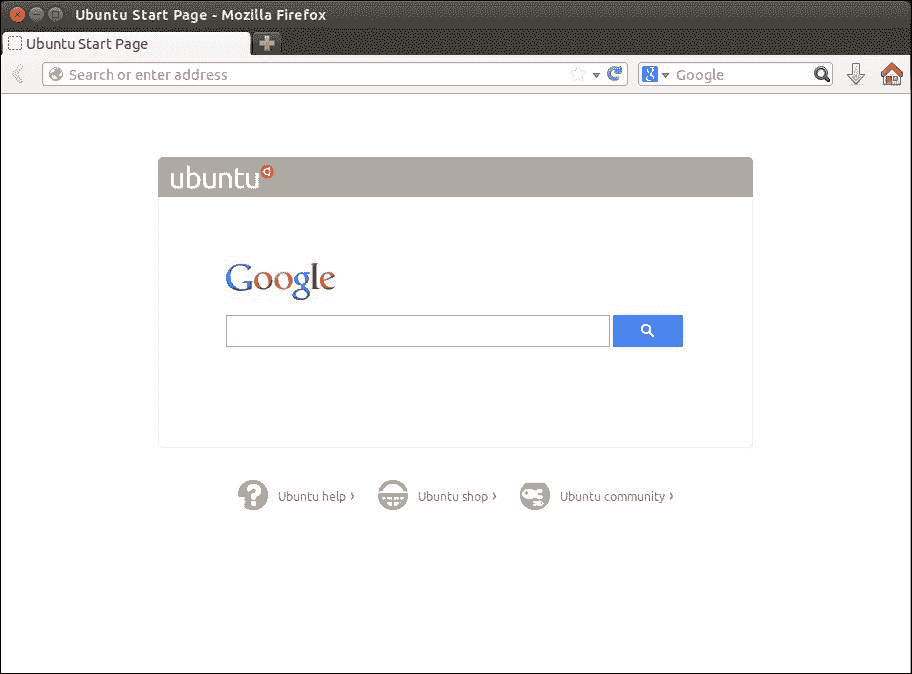 Ubuntu Start Page - Mozilla Firefox
Ubuntu Start Page
Search or enter address
Google
ubuntu
Google
Ubuntu help ›
Ubuntu shop ›
Ubuntu community ›